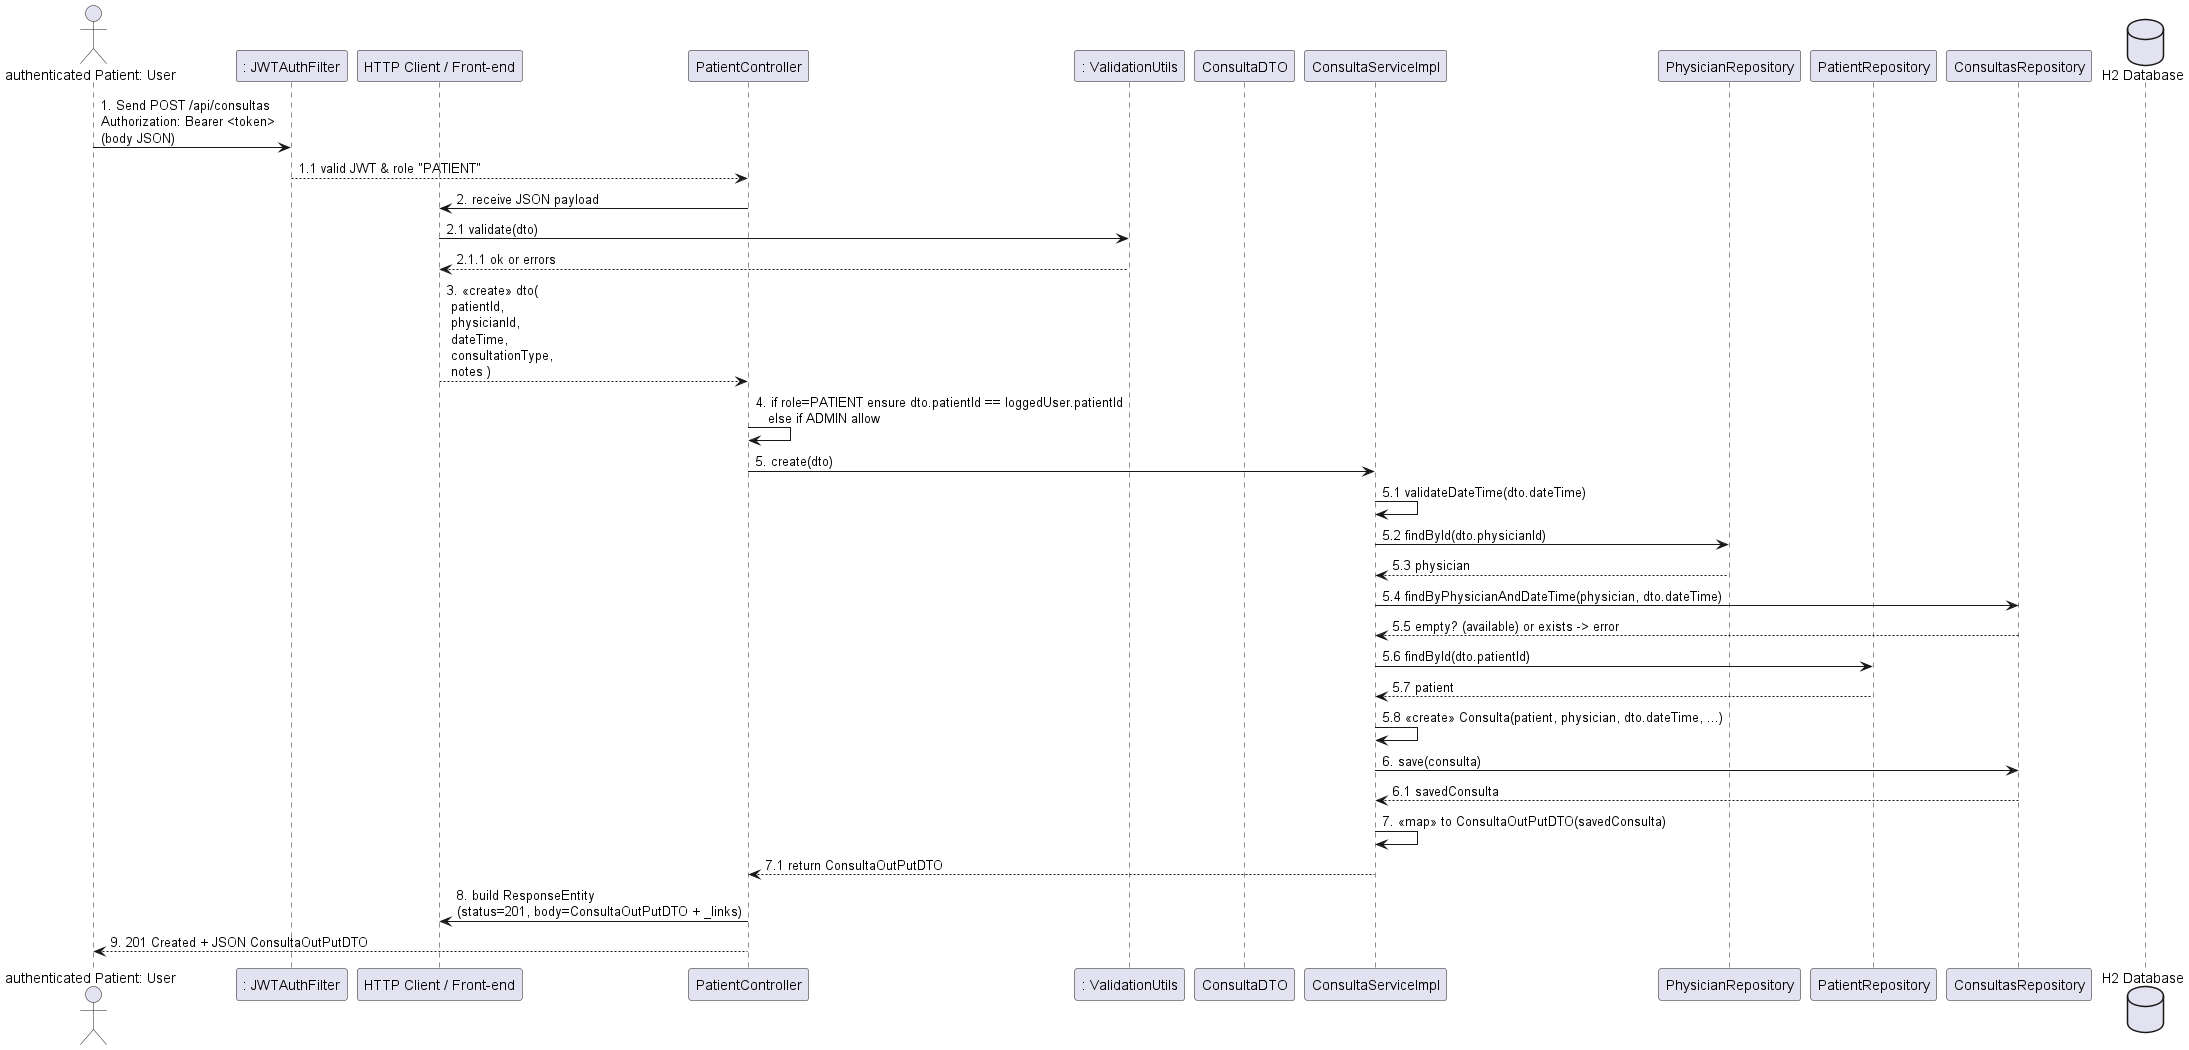 authenticated Patient: User
: JWTAuthFilter
HTTP Client / Front-end
PatientController
: ValidationUtils
ConsultaDTO
ConsultaServiceImpl
PhysicianRepository
PatientRepository
ConsultasRepository
H2 Database
1. Send POST /api/consultas
Authorization: Bearer <token>
(body JSON)
1.1 valid JWT & role "PATIENT"
2. receive JSON payload
2.1 validate(dto)
2.1.1 ok or errors
3. «create» dto(
patientId,
physicianId,
dateTime,
consultationType,
notes )
4. if role=PATIENT ensure dto.patientId == loggedUser.patientId
else if ADMIN allow
5. create(dto)
5.1 validateDateTime(dto.dateTime)
5.2 findById(dto.physicianId)
5.3 physician
5.4 findByPhysicianAndDateTime(physician, dto.dateTime)
5.5 empty? (available) or exists -> error
5.6 findById(dto.patientId)
5.7 patient
5.8 «create» Consulta(patient, physician, dto.dateTime, ...)
6. save(consulta)
6.1 savedConsulta
7. «map» to ConsultaOutPutDTO(savedConsulta)
7.1 return ConsultaOutPutDTO
8. build ResponseEntity
(status=201, body=ConsultaOutPutDTO + _links)
9. 201 Created + JSON ConsultaOutPutDTO
authenticated Patient: User
: JWTAuthFilter
HTTP Client / Front-end
PatientController
: ValidationUtils
ConsultaDTO
ConsultaServiceImpl
PhysicianRepository
PatientRepository
ConsultasRepository
H2 Database